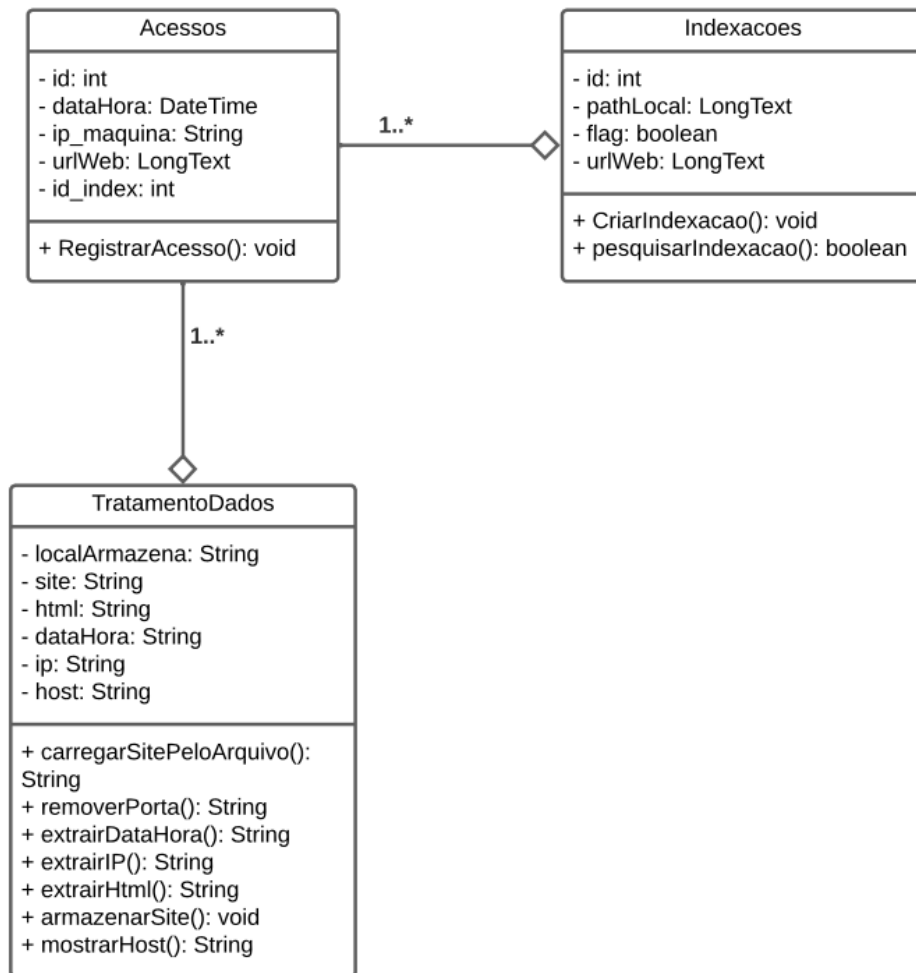 Acessos
- id: int
- dataHora: DateTime
- ip_maquina: String
- urlWeb: LongText
- id_index: int
+ RegistrarAcesso(): void
1..*
Indexacoes
- id: int
- pathLocal: LongText
- flag: boolean
- urlWeb: LongText
+ CriarIndexacao(): void
+ pesquisarIndexacao(): boolean
1..*
TratamentoDados
- localArmazena: String
- site: String
- html: String
- dataHora: String
- ip: String
- host: String
+ carregarSitePeloArquivo():
String
+ removerPorta(): String
+ extrairDataHora(): String
+ extrairIP(): String
+ extrairHtml(): String
+ armazenarSite(): void
+ mostrarHost(): String